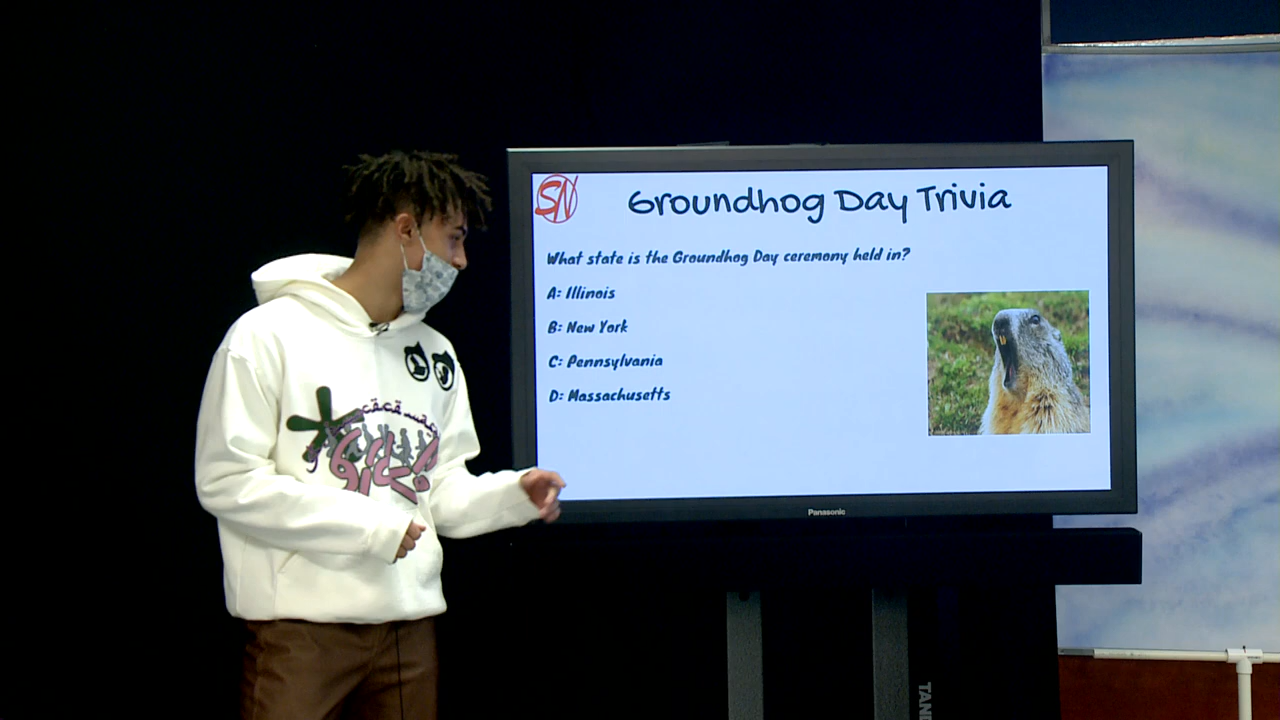 SN
Groundhog Day Trivia
What state is the Groundhog Day ceremony held in?
A: Illinois
B: New York
C: Pennsylvania
D: Massachusetts
Panasonic